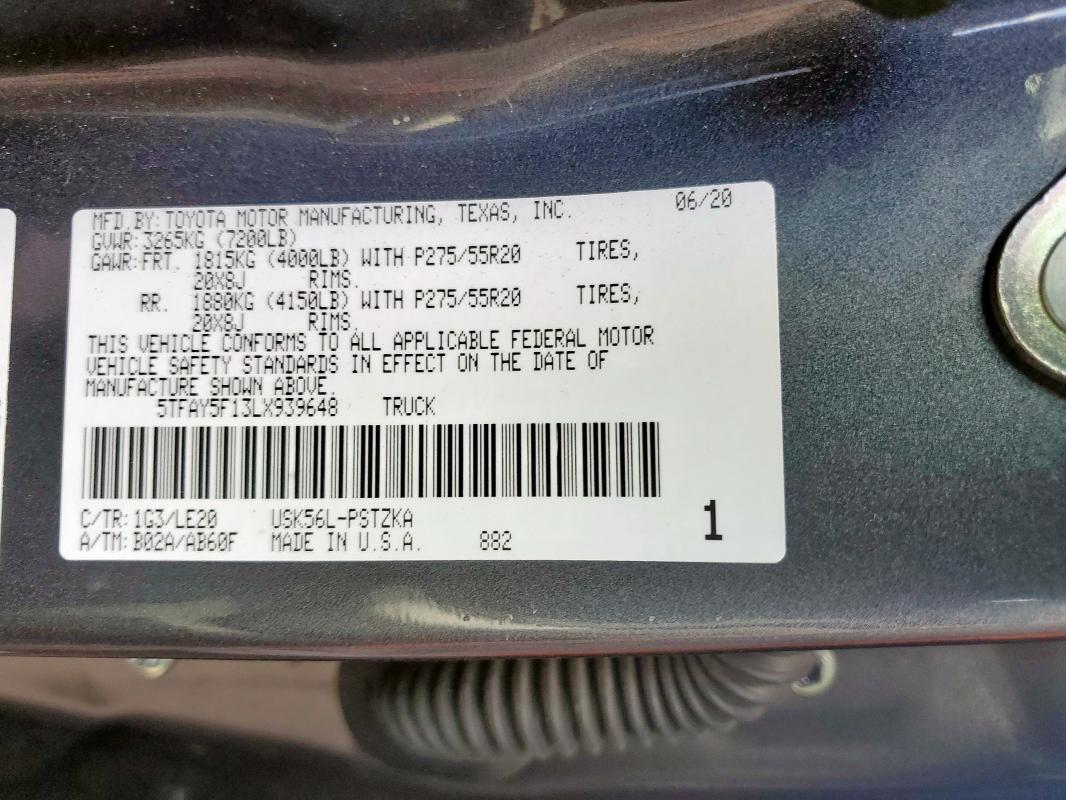 MFD.BY:TOYOTA MOTOR MANUFACTURING, TEXAS, INC. 06/20
GVWR:3265KG (7200LB)
GAWR:FRT. 1815KG (4000LB) WITH P275/55R20 TIRES,
20X8J RIMS.
RR. 1880KG (4150LB) WITH P275/55R20 TIRES,
20X8J RIMS.
THIS VEHICLE CONFORMS TO ALL APPLICABLE FEDERAL MOTOR
VEHICLE SAFETY STANDARDS IN EFFECT ON THE DATE OF
MANUFACTURE SHOWN ABOVE.
5TFAY5F13LX939648 TRUCK
C/TR:1G3/LE20 USK56L-PSTZKA
A/TM:B02A/AB60F MADE IN U.S.A. 882
1